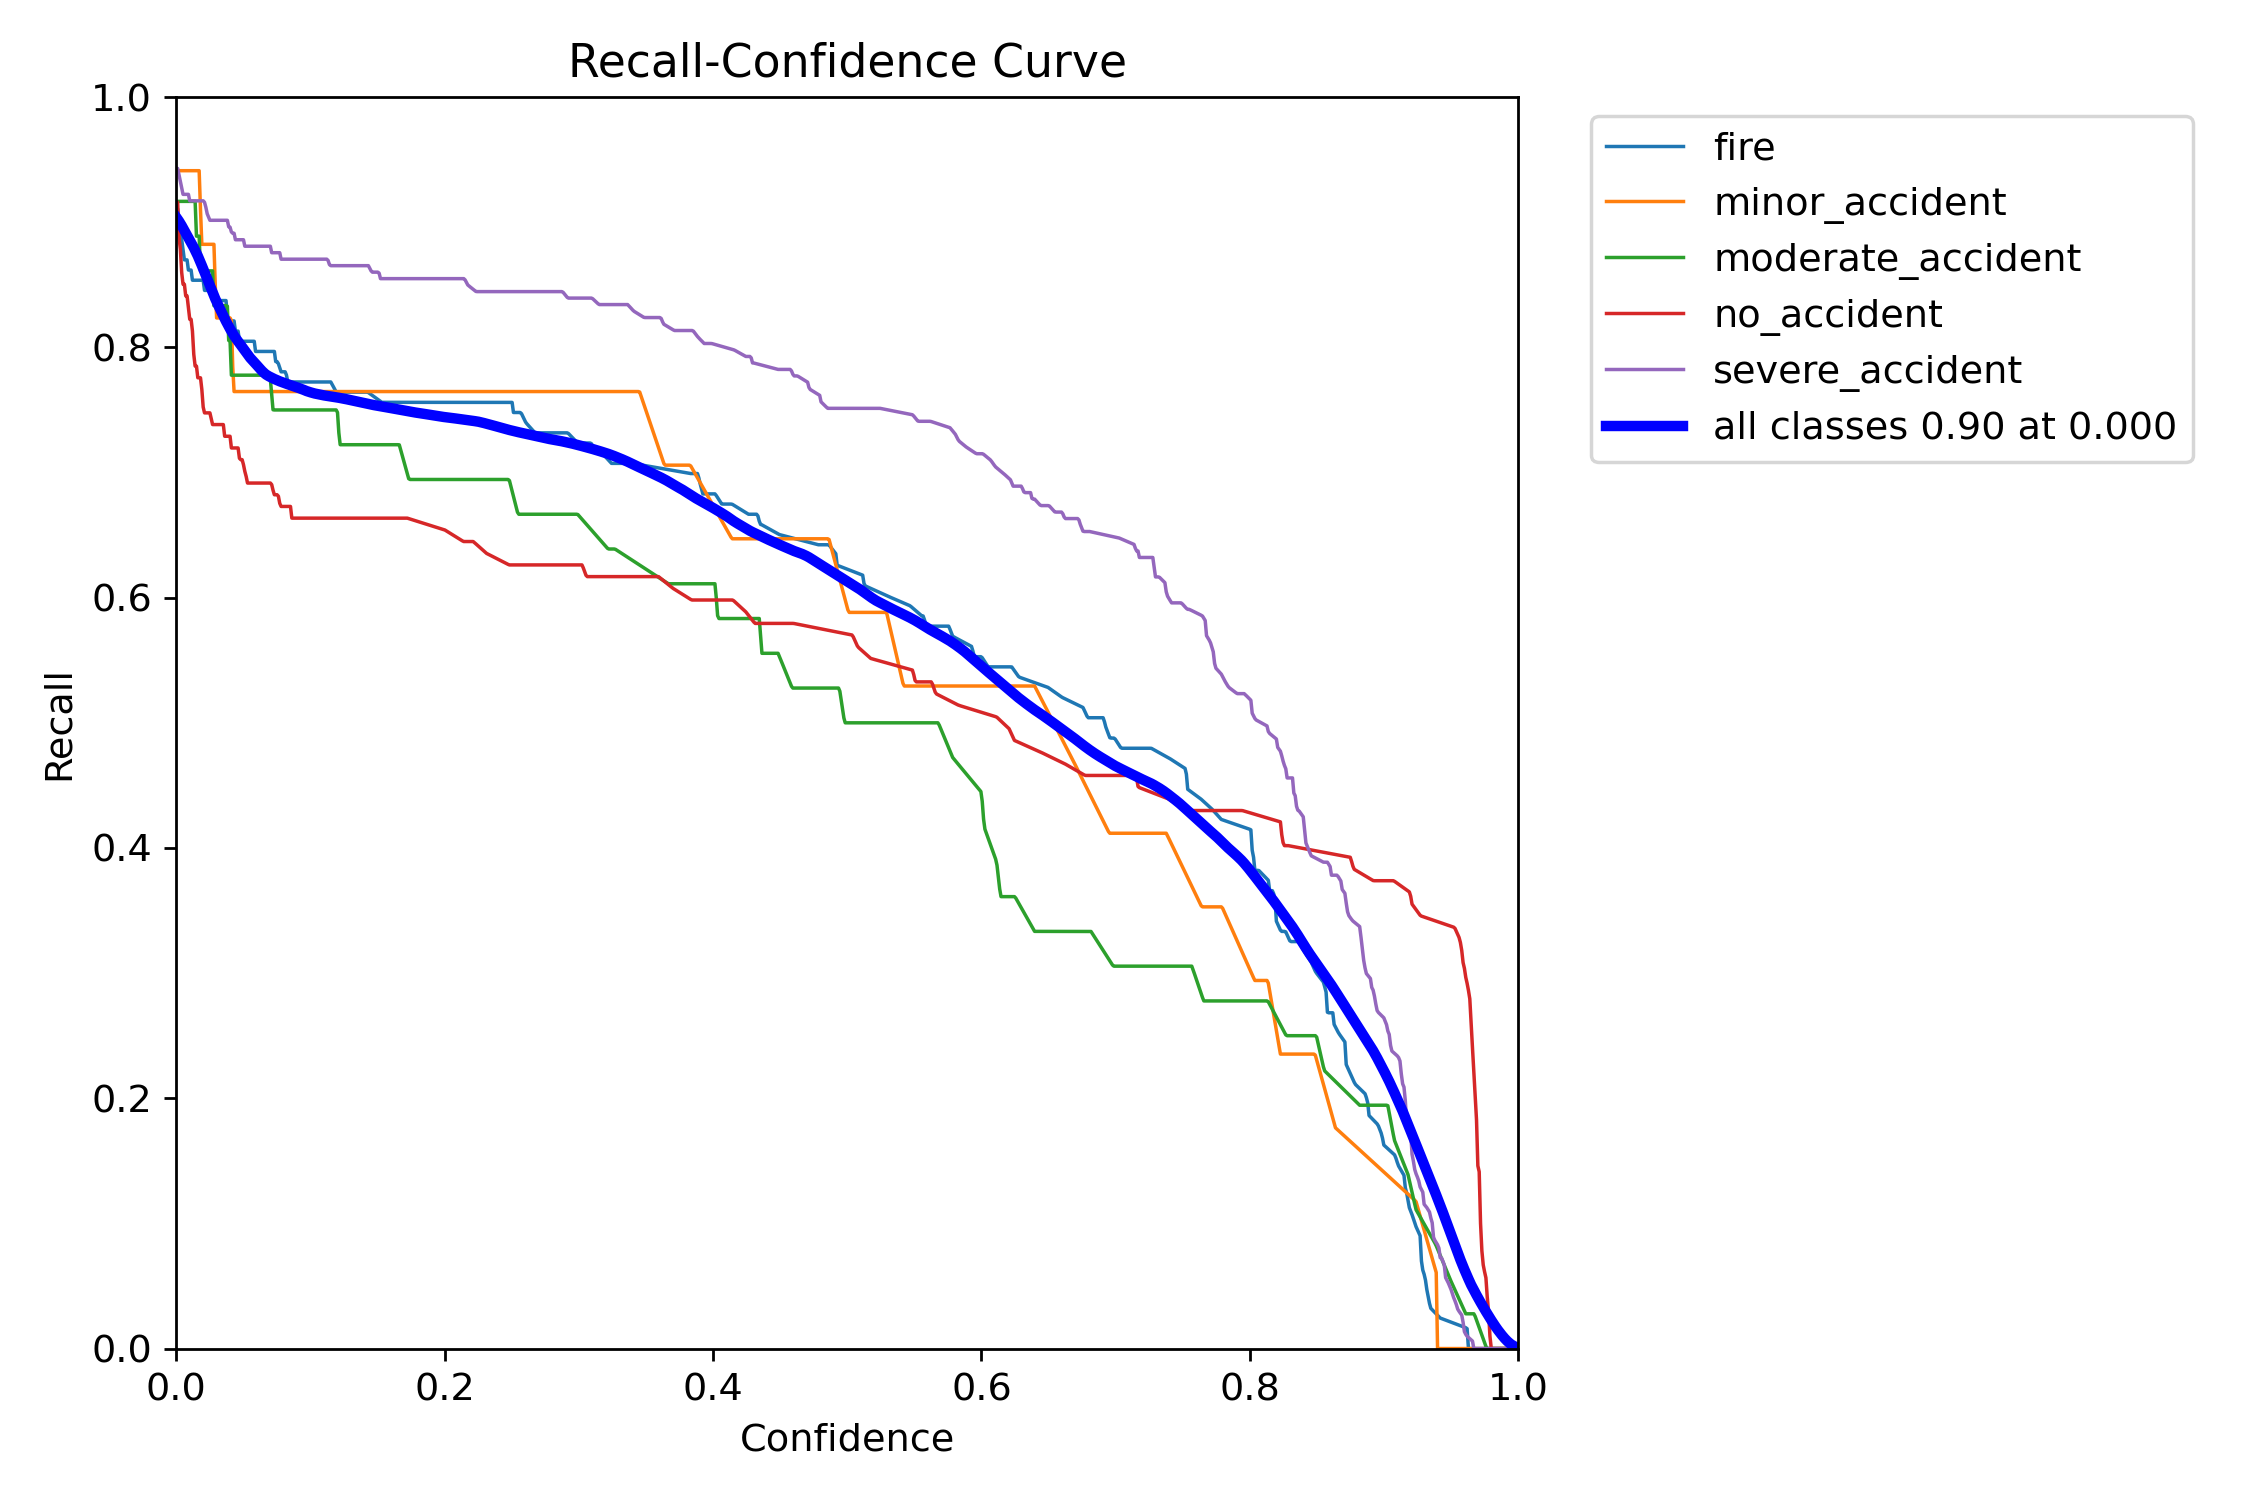 Recall-Confidence Curve
1.0
0.8
0.6
0.4
0.2
0.0
Recall
0.0 0.2 0.4 0.6 0.8 1.0
Confidence
fire
minor_accident
moderate_accident
no_accident
severe_accident
all classes 0.90 at 0.000